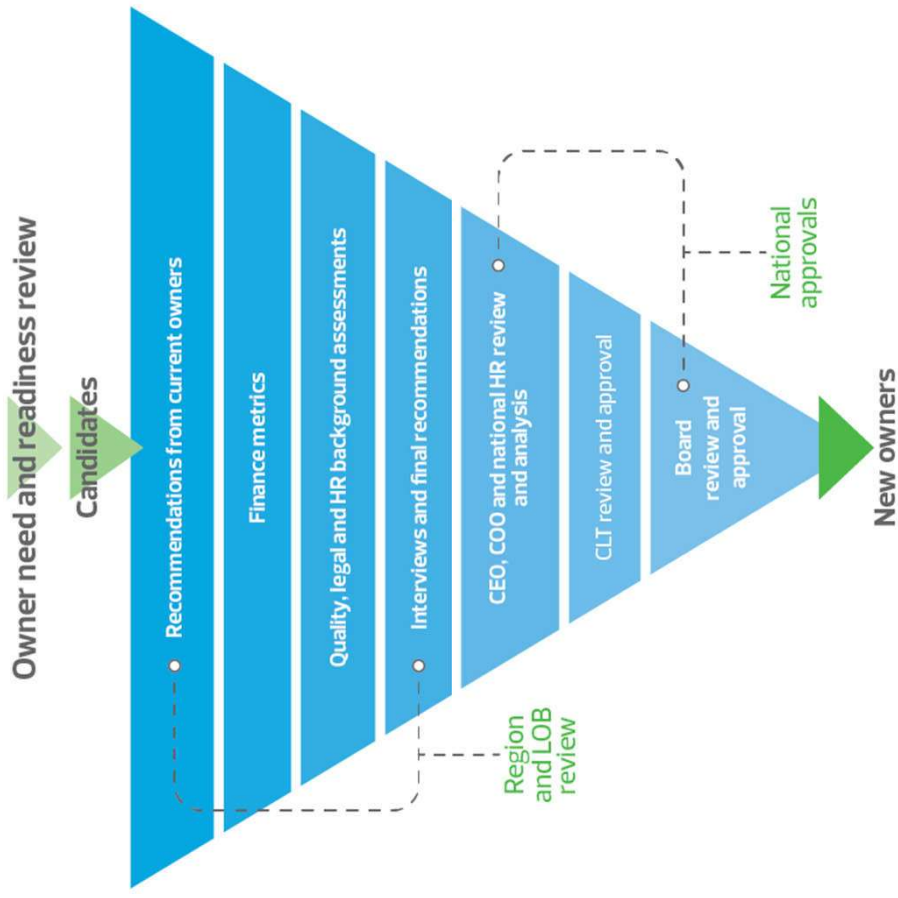 Owner need and readiness review
Candidates
Recommendations from current owners
Finance metrics
Quality, legal and HR background assessments
Interviews and final recommendations
Region
and LOB
review
CEO, COO and national HR review
and analysis
CLT review and approval
Board
review and
approval
National
approvals
New owners